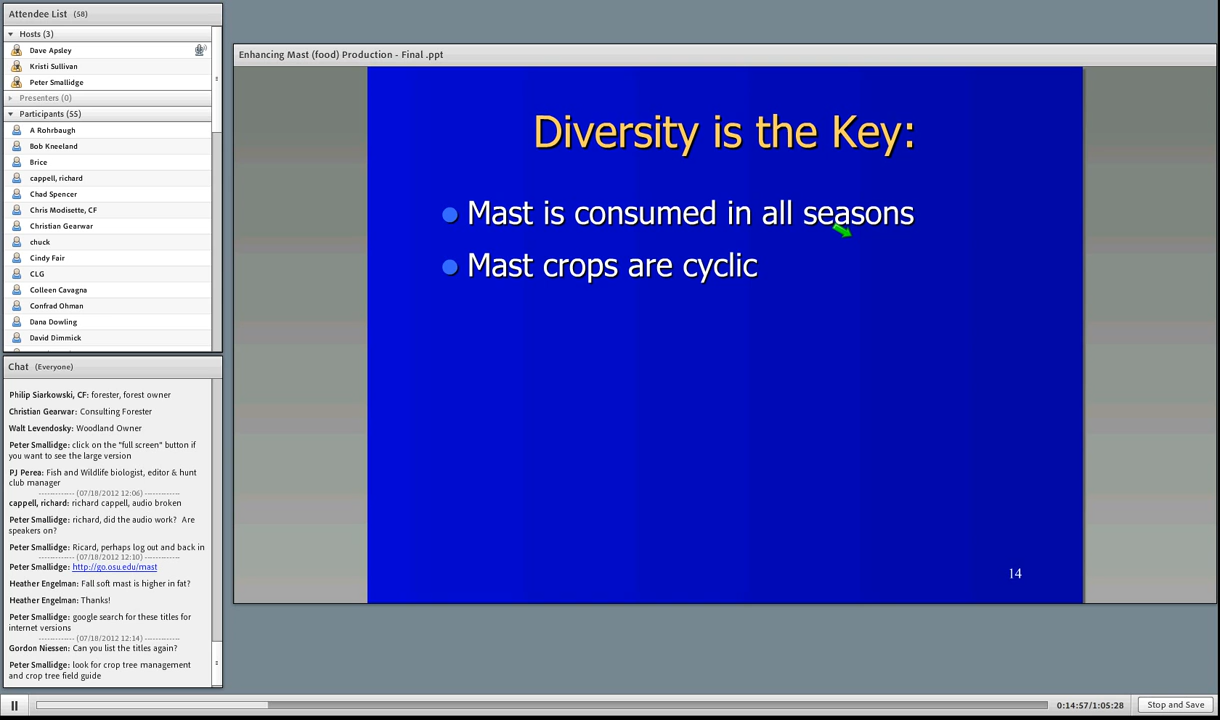 Attendee List (58)
Hosts (3)
Dave Apsley
Kristi Sullivan
Peter Smallidge
Presenters (0)
Participants (55)
A Rohrbaugh
Bob Kneeland
Brice
cappell, richard
Chad Spencer
Chris Modisette, CF
Christian Gearwar
chuck
Cindy Fair
CLG
Colleen Cavagna
Confrad Ohman
Dana Dowling
David Dimmick
Chat (Everyone)
Philip Siarkowski, CF: forester, forest owner
Christian Gearwar: Consulting Forester
Walt Levendosky: Woodland Owner
Peter Smallidge: click on the "full screen" button if
you want to see the large version
PJ Perea: Fish and Wildlife biologist, editor & hunt
club manager
------------- (07/18/2012 12:06) -------------
cappell, richard: richard cappell, audio broken
Peter Smallidge: richard, did the audio work? Are
speakers on?
Peter Smallidge: Ricard, perhaps log out and back in
------------- (07/18/2012 12:10) -------------
Peter Smallidge: http://go.osu.edu/mast
Heather Engelman: Fall soft mast is higher in fat?
Heather Engelman: Thanks!
Peter Smallidge: google search for these titles for
internet versions
------------- (07/18/2012 12:14) -------------
Gordon Niessen: Can you list the titles again?
Peter Smallidge: look for crop tree management
and crop tree field guide
Enhancing Mast (food) Production - Final .ppt
Diversity is the Key:
Mast is consumed in all seasons
Mast crops are cyclic
14
0:14:57/1:05:28
Stop and Save